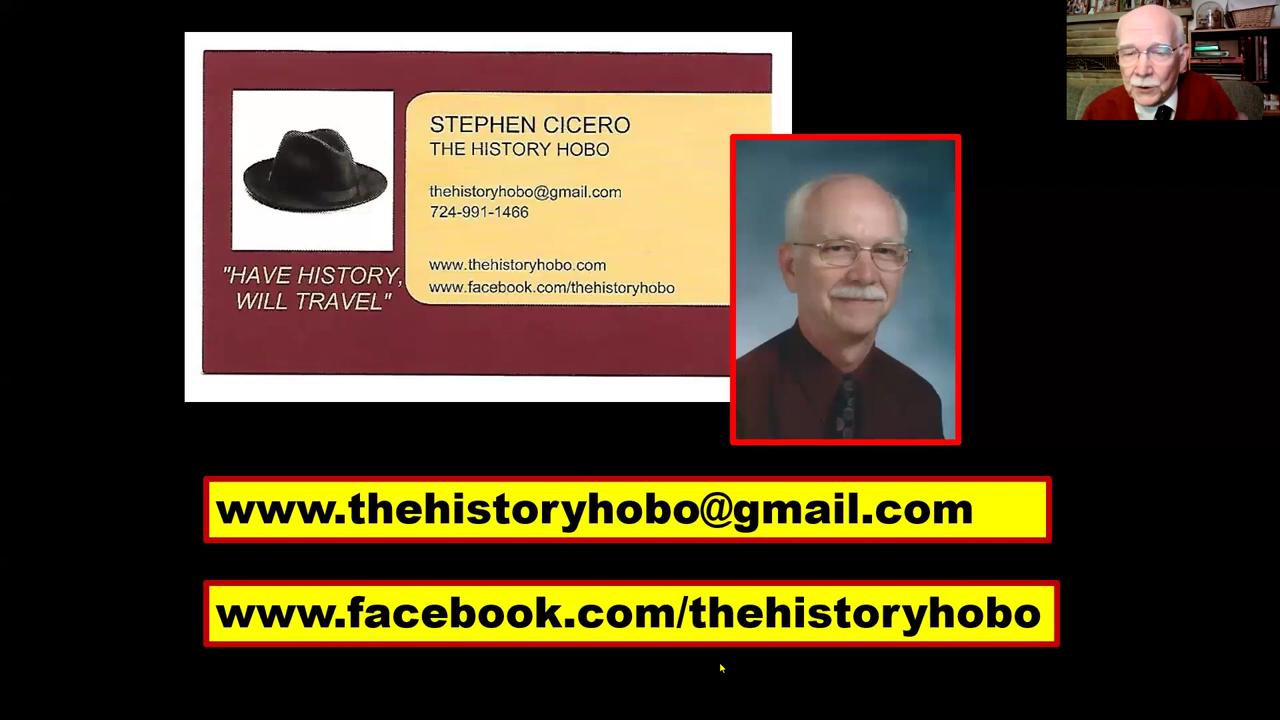 STEPHEN CICERO
THE HISTORY HOBO
thehistoryhobo@gmail.com
724-991-1466
www.thehistoryhobo.com
www.facebook.com/thehistoryhobo
"HAVE HISTORY,
WILL TRAVEL"
www.thehistoryhobo@gmail.com
www.facebook.com/thehistoryhobo